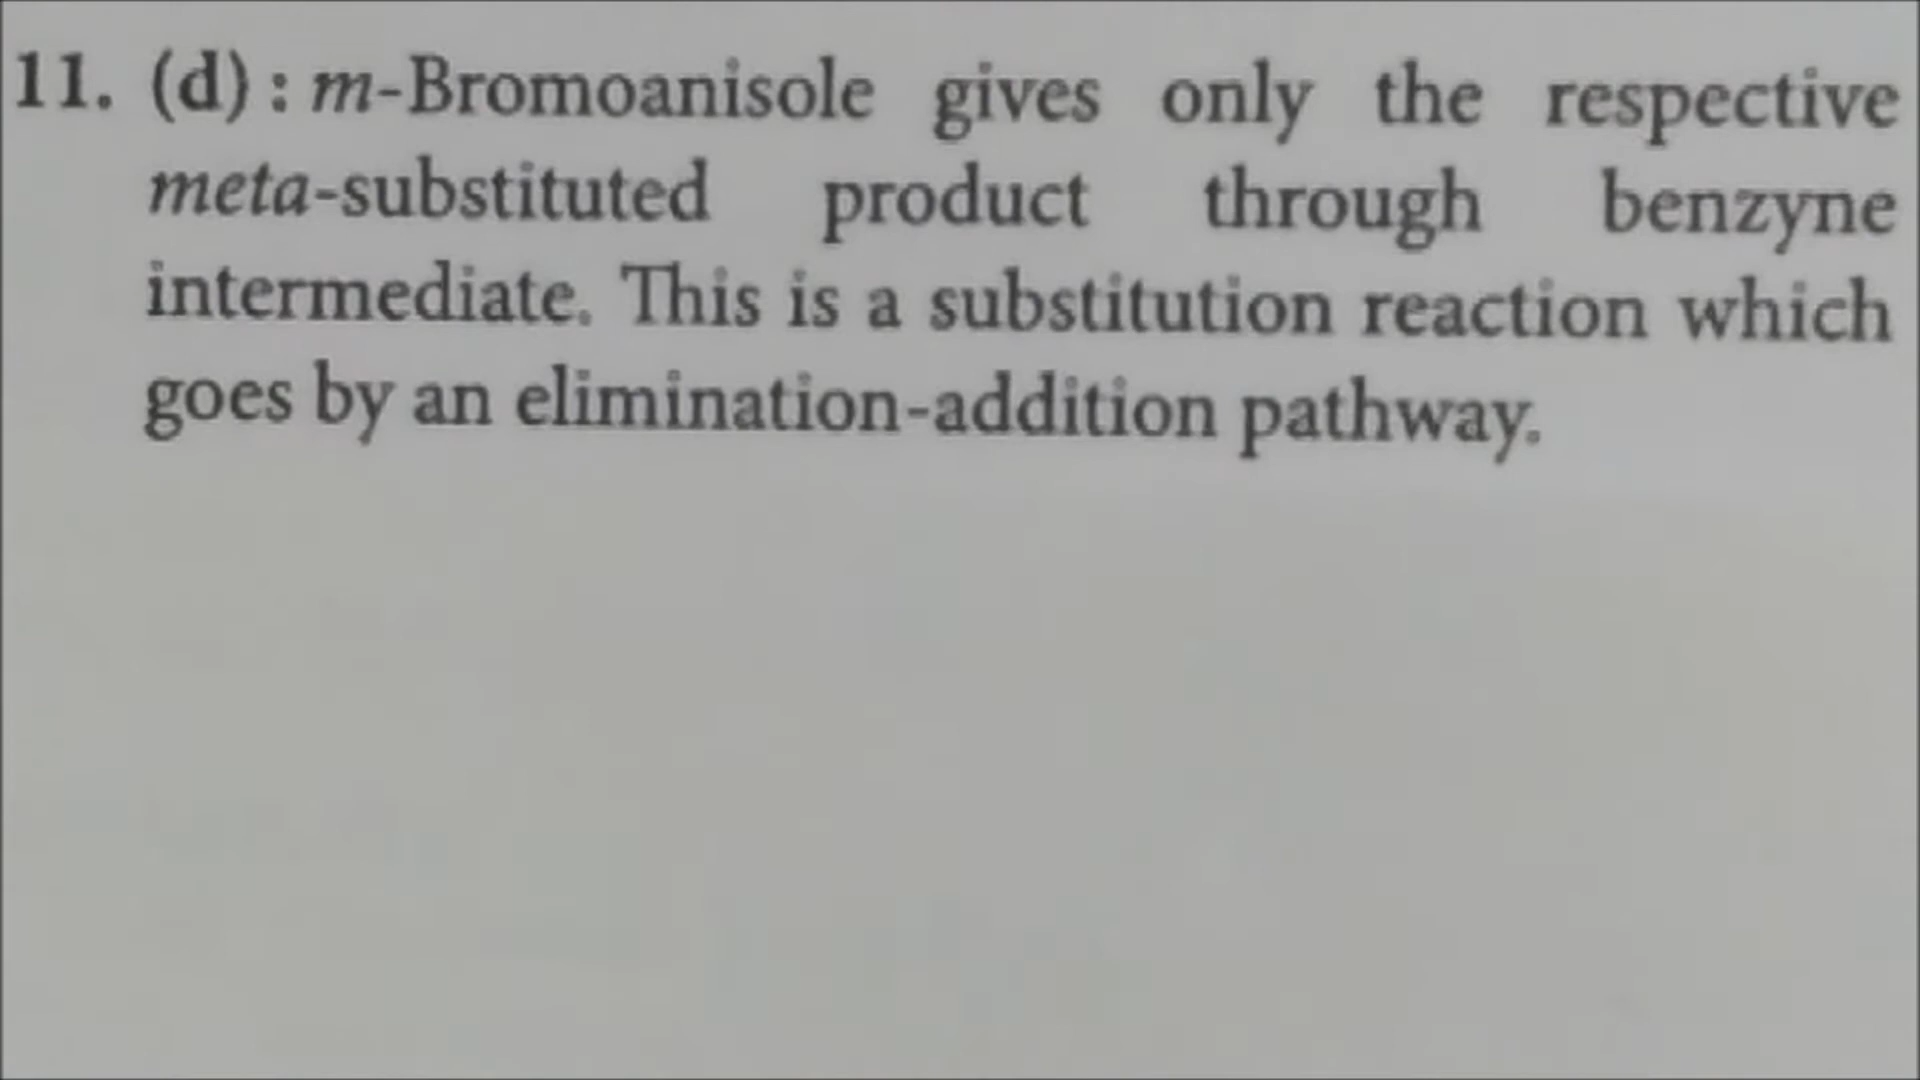 11. (d) : m-Bromoanisole gives only the respective
meta-substituted product through benzyne
intermediate. This is a substitution reaction which
goes by an elimination-addition pathway.